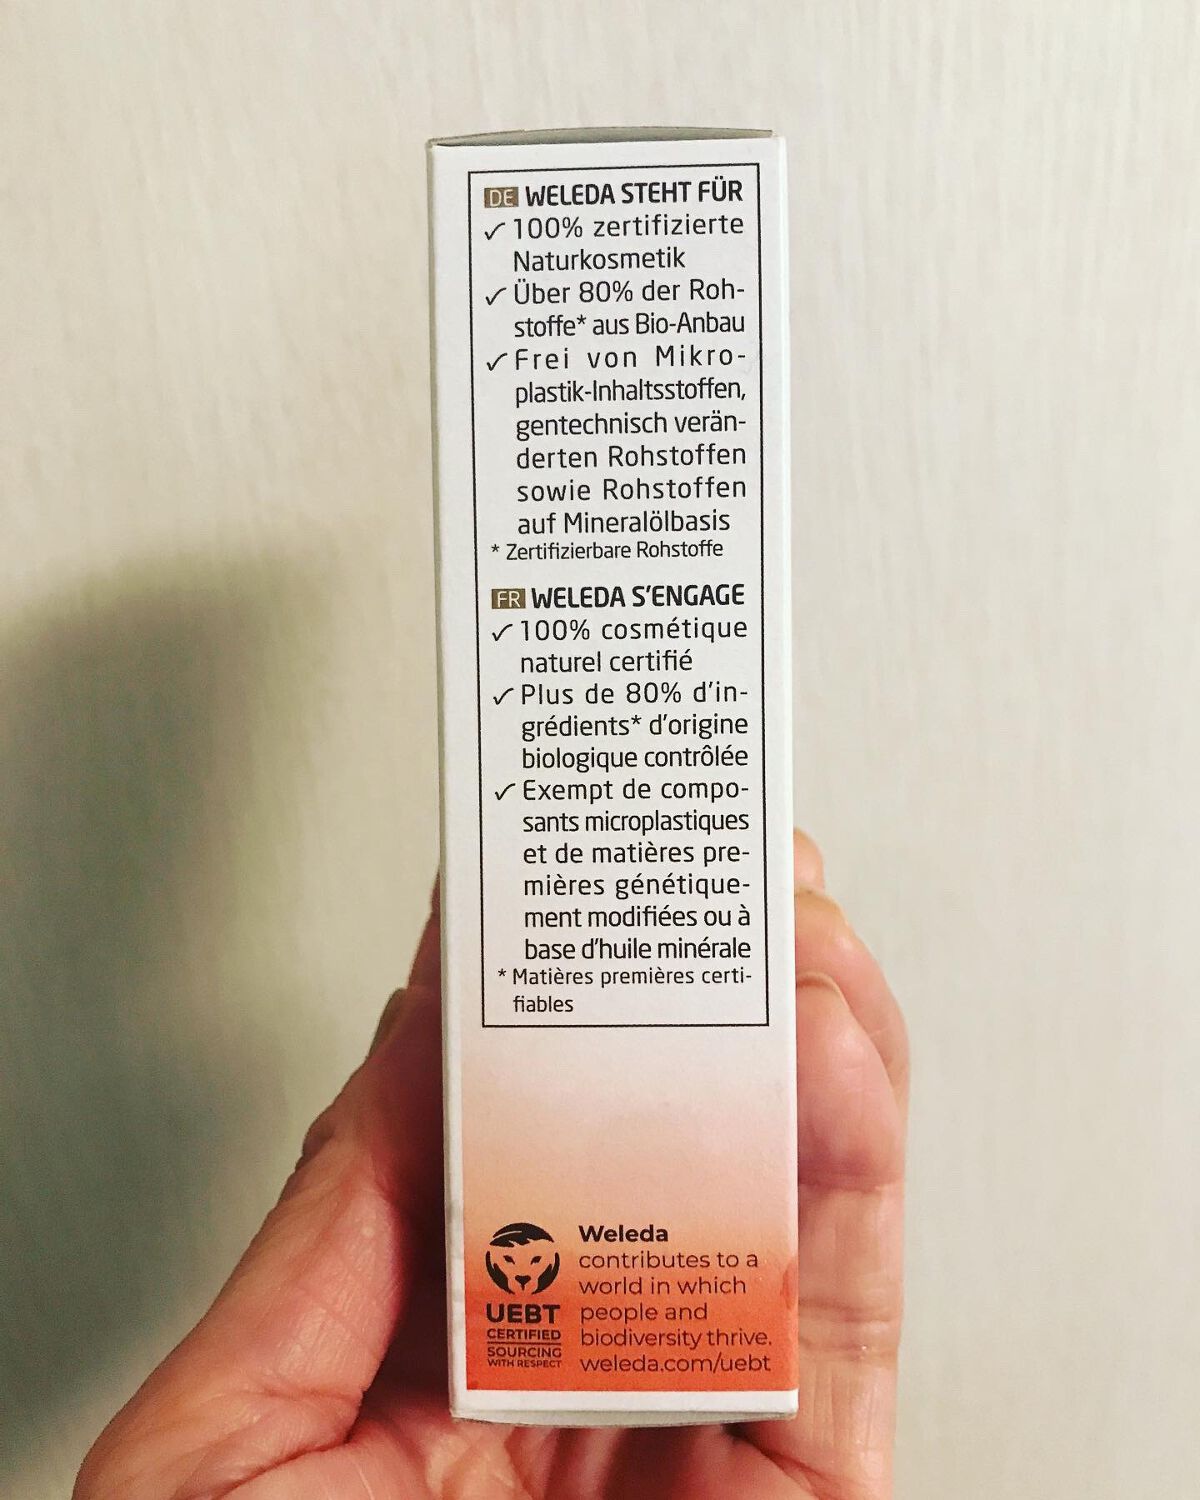 DE WELEDA STEHT FÜR
✓ 100% zertifizierte
Naturkosmetik
✓ Über 80% der Roh-
stoffe* aus Bio-Anbau
✓ Frei von Mikro-
plastik-Inhaltsstoffen,
gentechnisch verän-
derten Rohstoffen
sowie Rohstoffen
auf Mineralölbasis
* Zertifizierbare Rohstoffe
FR WELEDA S'ENGAGE
✓ 100% cosmétique
naturel certifié
✓ Plus de 80% d'in-
grédients* d'origine
biologique contrôlée
✓ Exempt de compo-
sants microplastiques
et de matières pre-
mières génétique-
ment modifiées ou à
base d'huile minérale
* Matières premières certi-
fiables
UEBT
CERTIFIED
SOURCING
WITH RESPECT
Weleda
contributes to a
world in which
people and
biodiversity thrive.
weleda.com/uebt